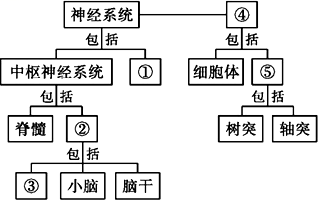 神经系统 ④
包括 包括
中枢神经系统 ① 细胞体 ⑤
包括 包括
脊髓 ② 树突 轴突
包括
③ 小脑 脑干